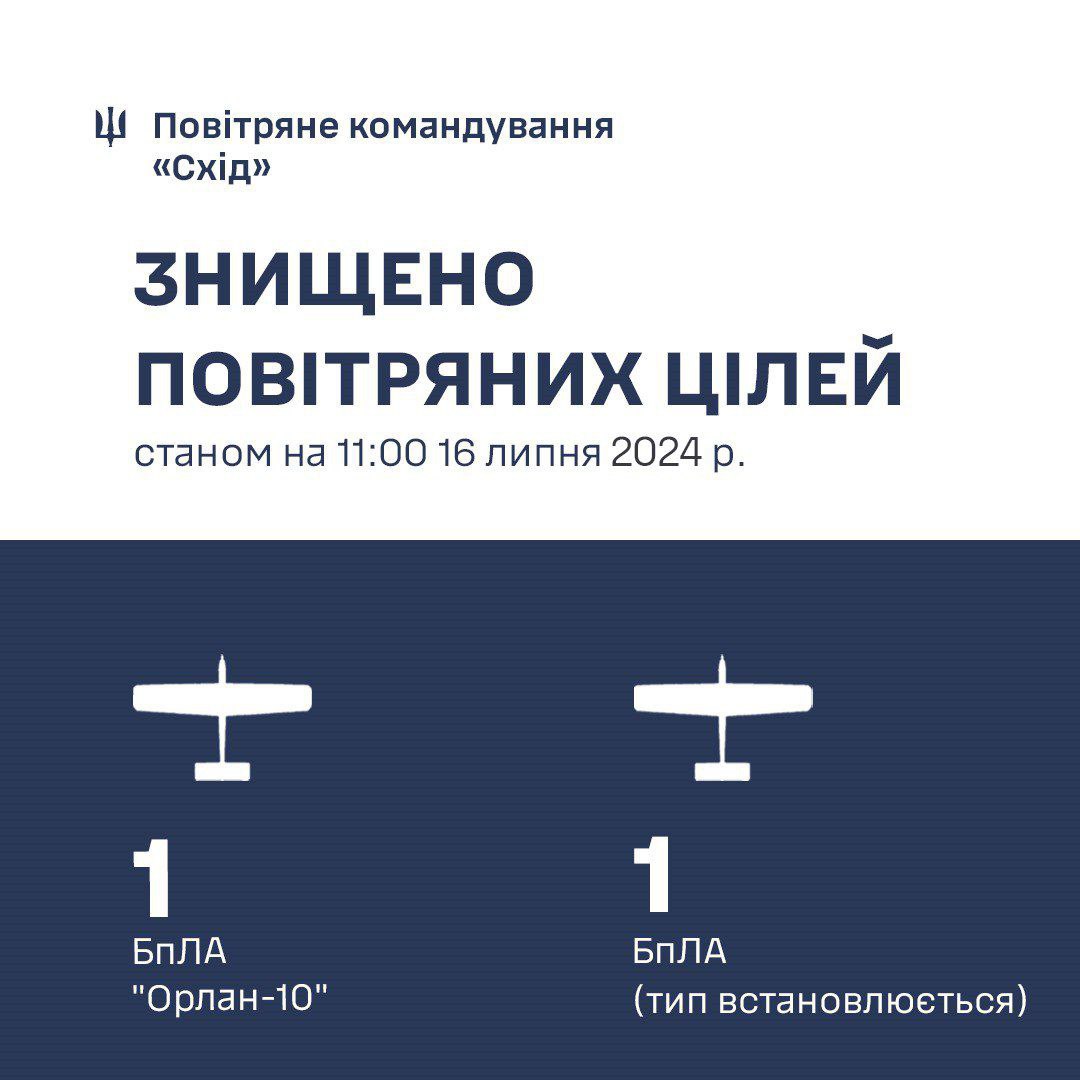 Повітряне командування
«Схід»
ЗНИЩЕНО
ПОВІТРЯНИХ ЦІЛЕЙ
станом на 11:00 16 липня 2024 р.
1
БпЛА
"Орлан-10"
1
БпЛА
(тип встановлюється)